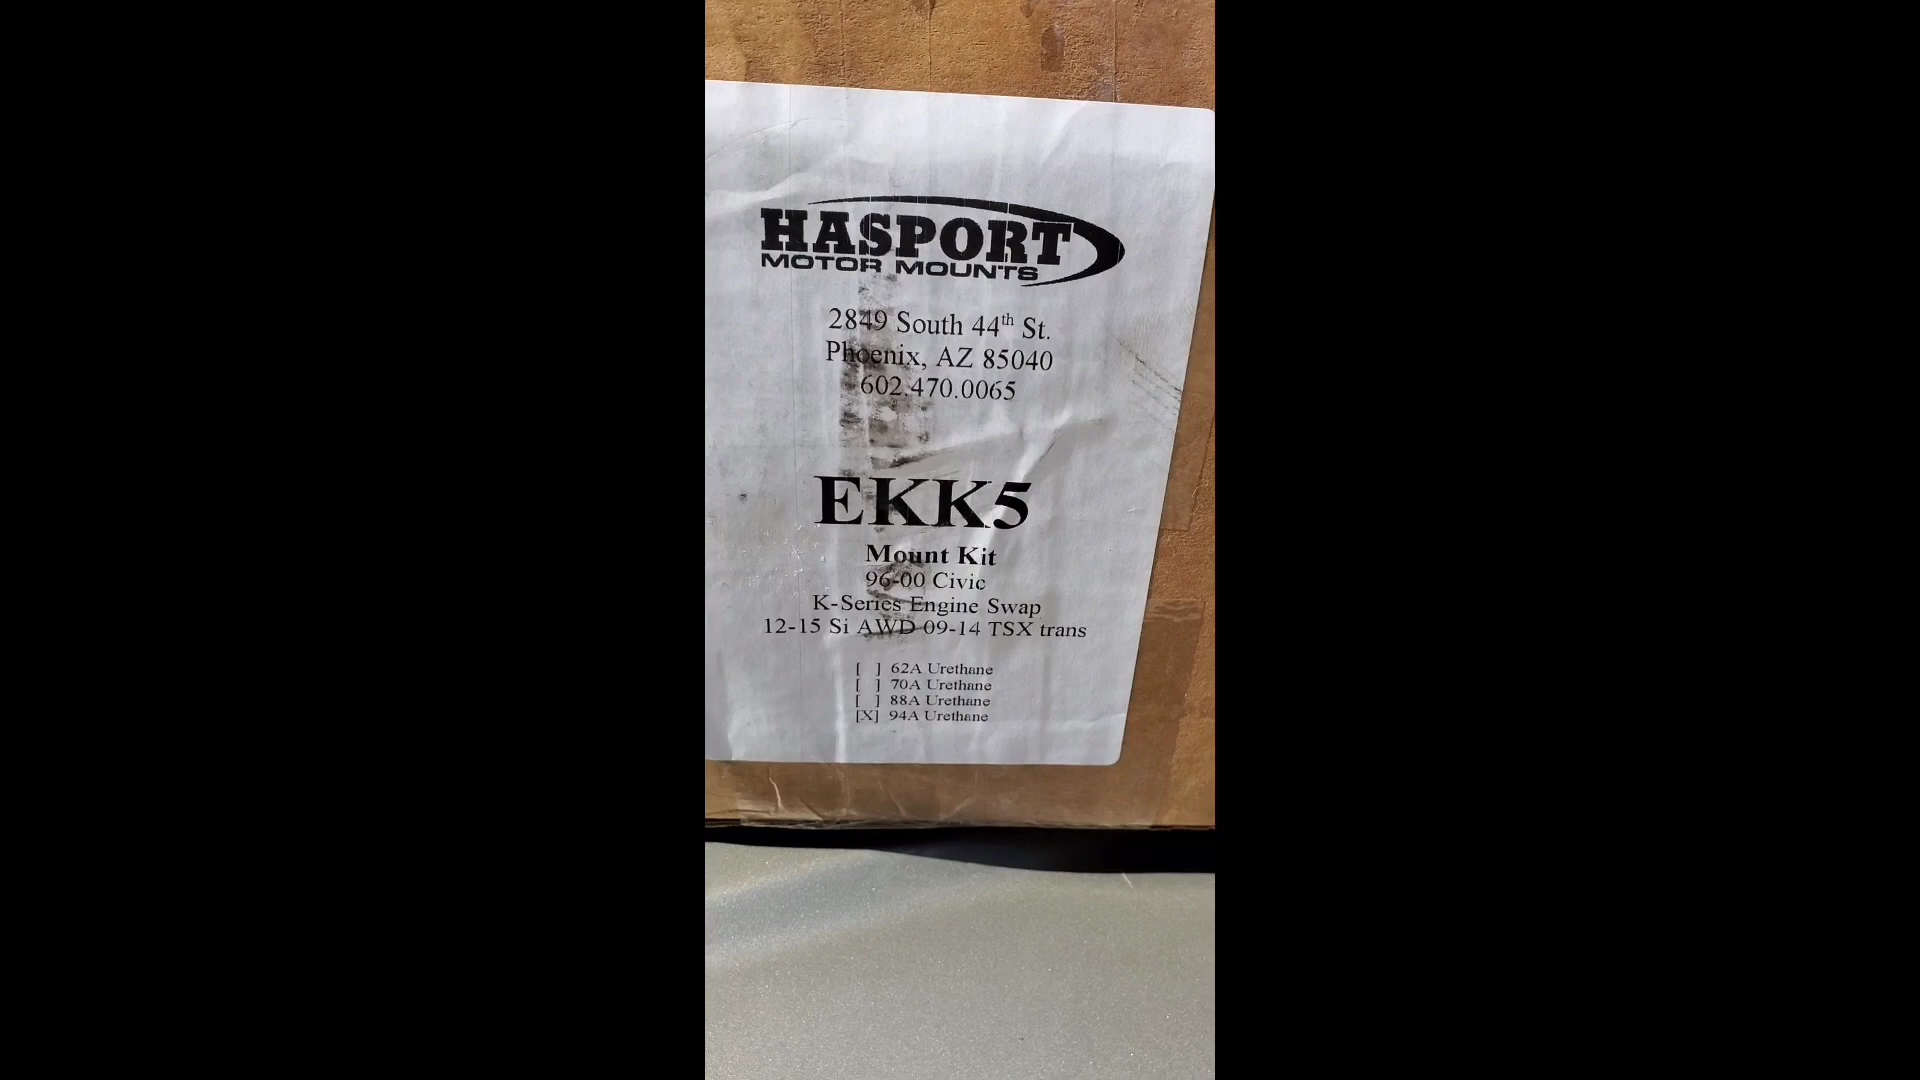 HASPORT
MOTOR MOUNTS
2849 South 44th St.
Phoenix, AZ 85040
602.470.0065
EKK5
Mount Kit
96-00 Civic
K-Series Engine Swap
12-15 Si AWD 09-14 TSX trans
[ ] 62A Urethane
[ ] 70A Urethane
[ ] 88A Urethane
[X] 94A Urethane